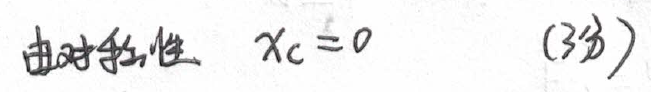 由对称性 $x_c = 0$ (3分)